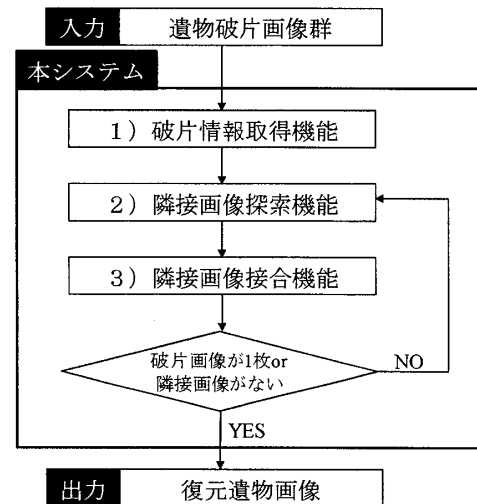 入力 遺物破片画像群
本システム
1) 破片情報取得機能
2) 隣接画像探索機能
3) 隣接画像接合機能
破片画像が1枚or
隣接画像がない
NO
YES
出力 復元遺物画像